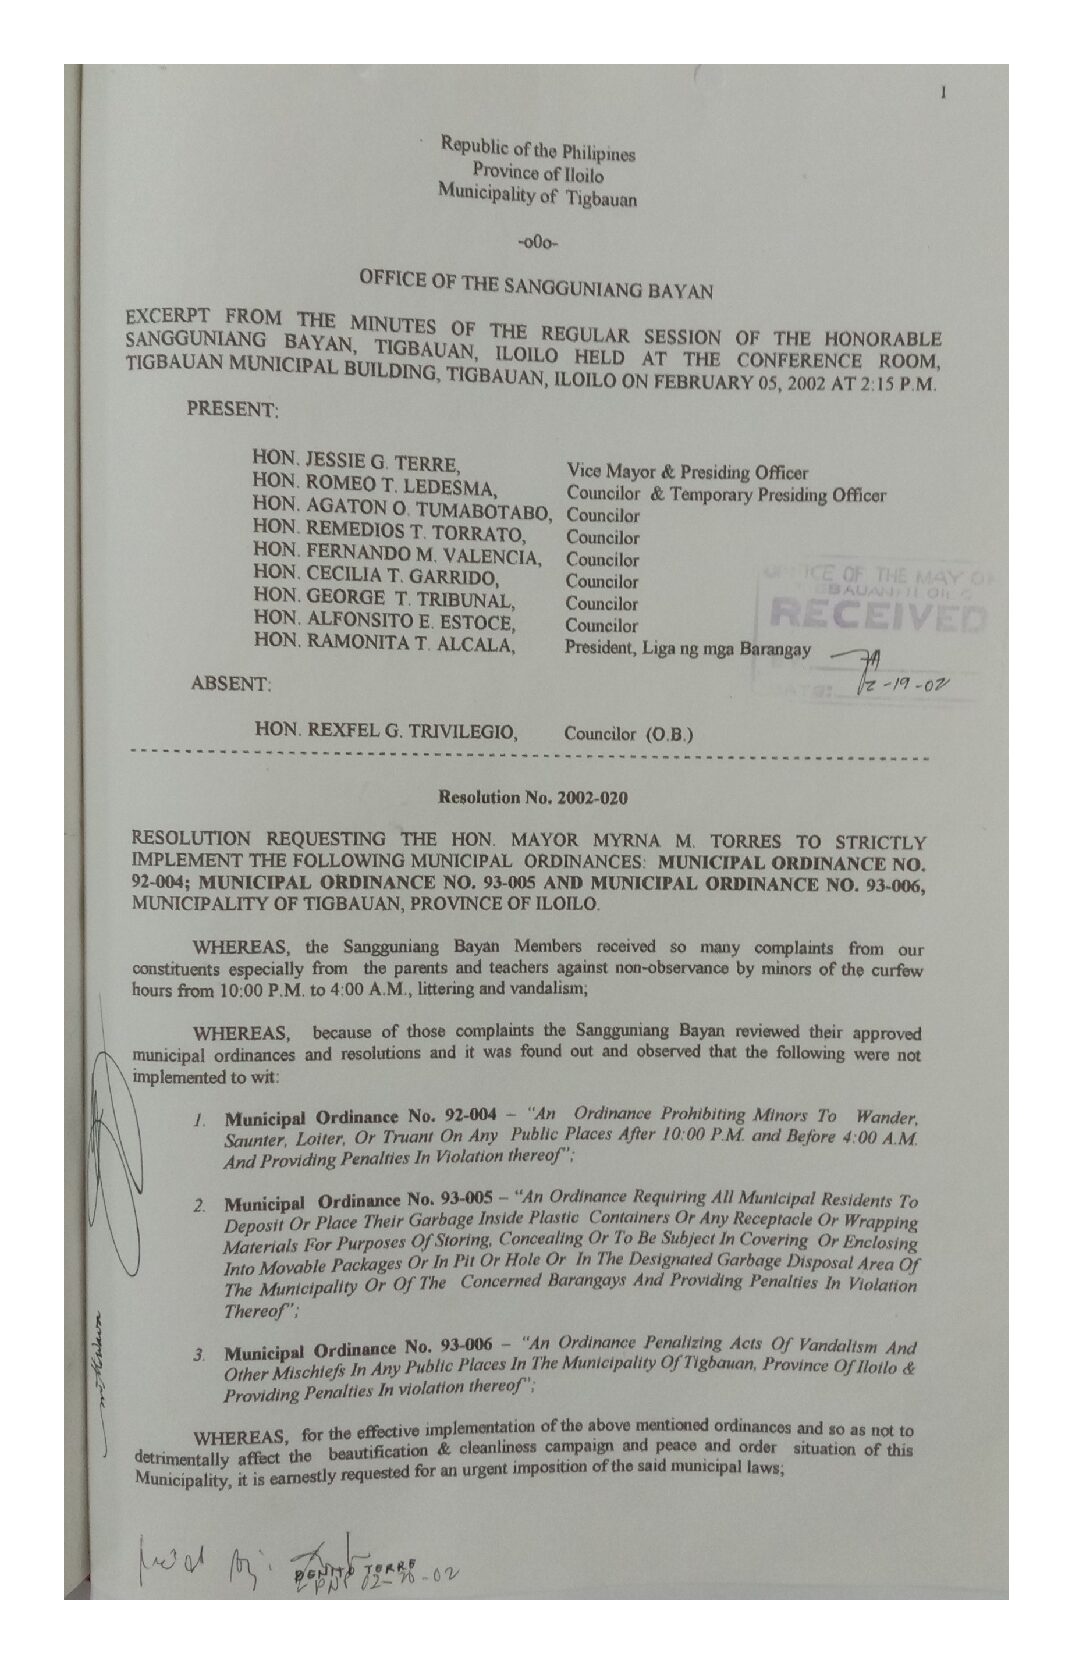 1
Republic of the Philipines
Province of Iloilo
Municipality of Tigbauan
-o0o-
OFFICE OF THE SANGGUNIANG BAYAN
EXCERPT FROM THE MINUTES OF THE REGULAR SESSION OF THE HONORABLE
SANGGUNIANG BAYAN, TIGBAUAN, ILOILO HELD AT THE CONFERENCE ROOM,
TIGBAUAN MUNICIPAL BUILDING, TIGBAUAN, ILOILO ON FEBRUARY 05, 2002 AT 2:15 P.M.
PRESENT:
HON. JESSIE G. TERRE, Vice Mayor & Presiding Officer
HON. ROMEO T. LEDESMA, Councilor & Temporary Presiding Officer
HON. AGATON O. TUMABOTABO, Councilor
HON. REMEDIOS T. TORRATO, Councilor
HON. FERNANDO M. VALENCIA, Councilor
HON. CECILIA T. GARRIDO, Councilor
HON. GEORGE T. TRIBUNAL, Councilor
HON. ALFONSITO E. ESTOCE, Councilor
HON. RAMONITA T. ALCALA, President, Liga ng mga Barangay
OF THE MAY
RECEIVED
2-19-02
ABSENT:
HON. REXFEL G. TRIVILEGIO, Councilor (O.B.)
Resolution No. 2002-020
RESOLUTION REQUESTING THE HON. MAYOR MYRNA M. TORRES TO STRICTLY
IMPLEMENT THE FOLLOWING MUNICIPAL ORDINANCES: MUNICIPAL ORDINANCE NO.
92-004; MUNICIPAL ORDINANCE NO. 93-005 AND MUNICIPAL ORDINANCE NO. 93-006,
MUNICIPALITY OF TIGBAUAN, PROVINCE OF ILOILO.
WHEREAS, the Sangguniang Bayan Members received so many complaints from our
constituents especially from the parents and teachers against non-observance by minors of the curfew
hours from 10:00 P.M. to 4:00 A.M., littering and vandalism;
WHEREAS, because of those complaints the Sangguniang Bayan reviewed their approved
municipal ordinances and resolutions and it was found out and observed that the following were not
implemented to wit:
1. Municipal Ordinance No. 92-004 – "An Ordinance Prohibiting Minors To Wander,
Saunter, Loiter, Or Truant On Any Public Places After 10:00 P.M. and Before 4:00 A.M.
And Providing Penalties In Violation thereof";
2. Municipal Ordinance No. 93-005 – "An Ordinance Requiring All Municipal Residents To
Deposit Or Place Their Garbage Inside Plastic Containers Or Any Receptacle Or Wrapping
Materials For Purposes Of Storing, Concealing Or To Be Subject In Covering Or Enclosing
Into Movable Packages Or In Pit Or Hole Or In The Designated Garbage Disposal Area Of
The Municipality Or Of The Concerned Barangays And Providing Penalties In Violation
Thereof";
3. Municipal Ordinance No. 93-006 – "An Ordinance Penalizing Acts Of Vandalism And
Other Mischiefs In Any Public Places In The Municipality Of Tigbauan, Province Of Iloilo &
Providing Penalties In violation thereof";
WHEREAS, for the effective implementation of the above mentioned ordinances and so as not to
detrimentally affect the beautification & cleanliness campaign and peace and order situation of this
Municipality, it is earnestly requested for an urgent imposition of the said municipal laws;
TERRE
02-20-02